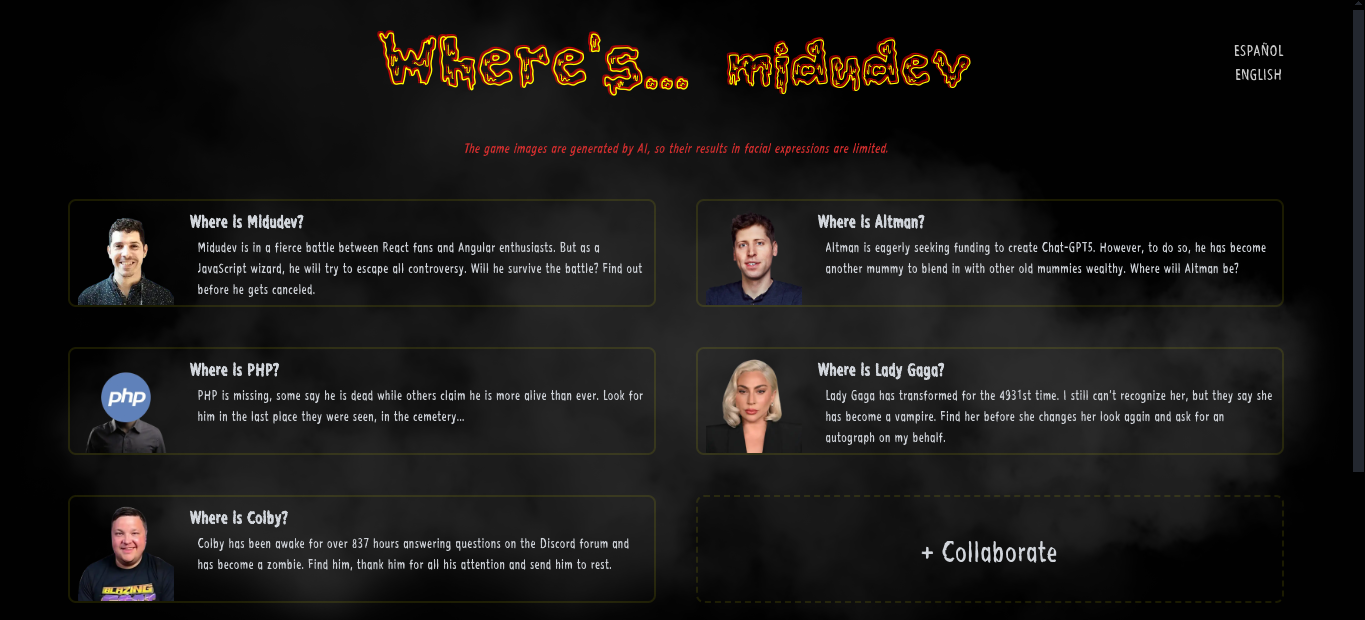 Where's... midudev
ESPAÑOL
ENGLISH
The game images are generated by AI, so their results in facial expressions are limited.
Where is Midudev?
Midudev is in a fierce battle between React fans and Angular enthusiasts. But as a
JavaScript wizard, he will try to escape all controversy. Will he survive the battle? Find out
before he gets canceled.
Where is Altman?
Altman is eagerly seeking funding to create Chat-GPT5. However, to do so, he has become
another mummy to blend in with other old mummies wealthy. Where will Altman be?
php
Where is PHP?
PHP is missing, some say he is dead while others claim he is more alive than ever. Look for
him in the last place they were seen, in the cemetery...
Where is Lady Gaga?
Lady Gaga has transformed for the 4931st time. I still can't recognize her, but they say she
has become a vampire. Find her before she changes her look again and ask for an
autograph on my behalf.
BLAZING
Where is Colby?
Colby has been awake for over 837 hours answering questions on the Discord forum and
has become a zombie. Find him, thank him for all his attention and send him to rest.
+ Collaborate